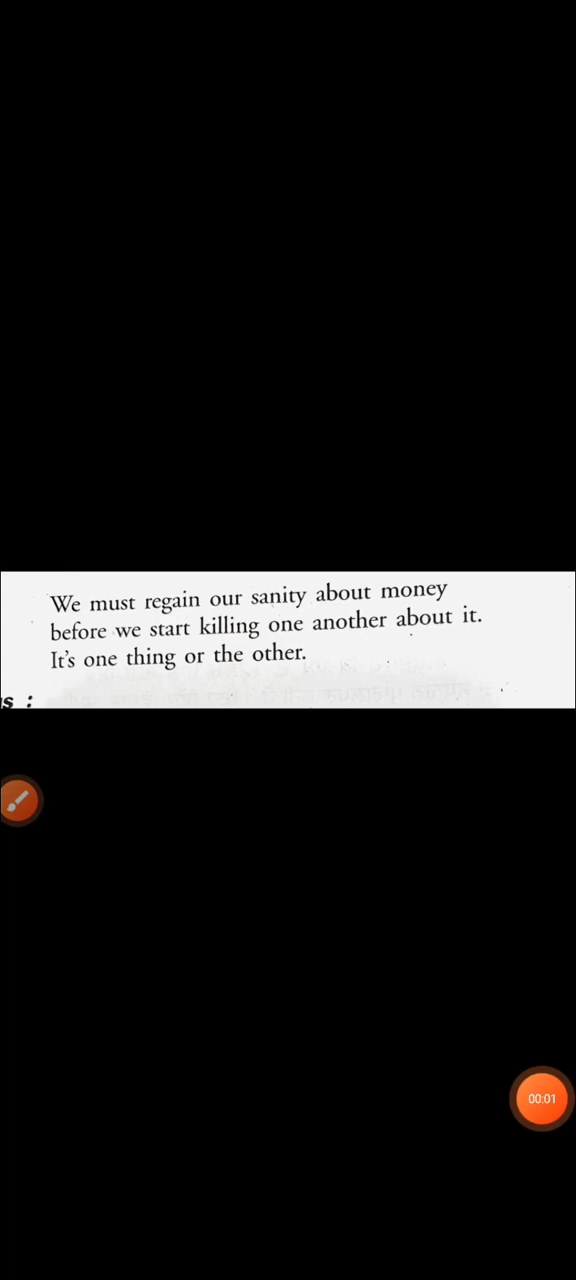 We must regain our sanity about money
before we start killing one another about it.
It's one thing or the other.
s :
00:01